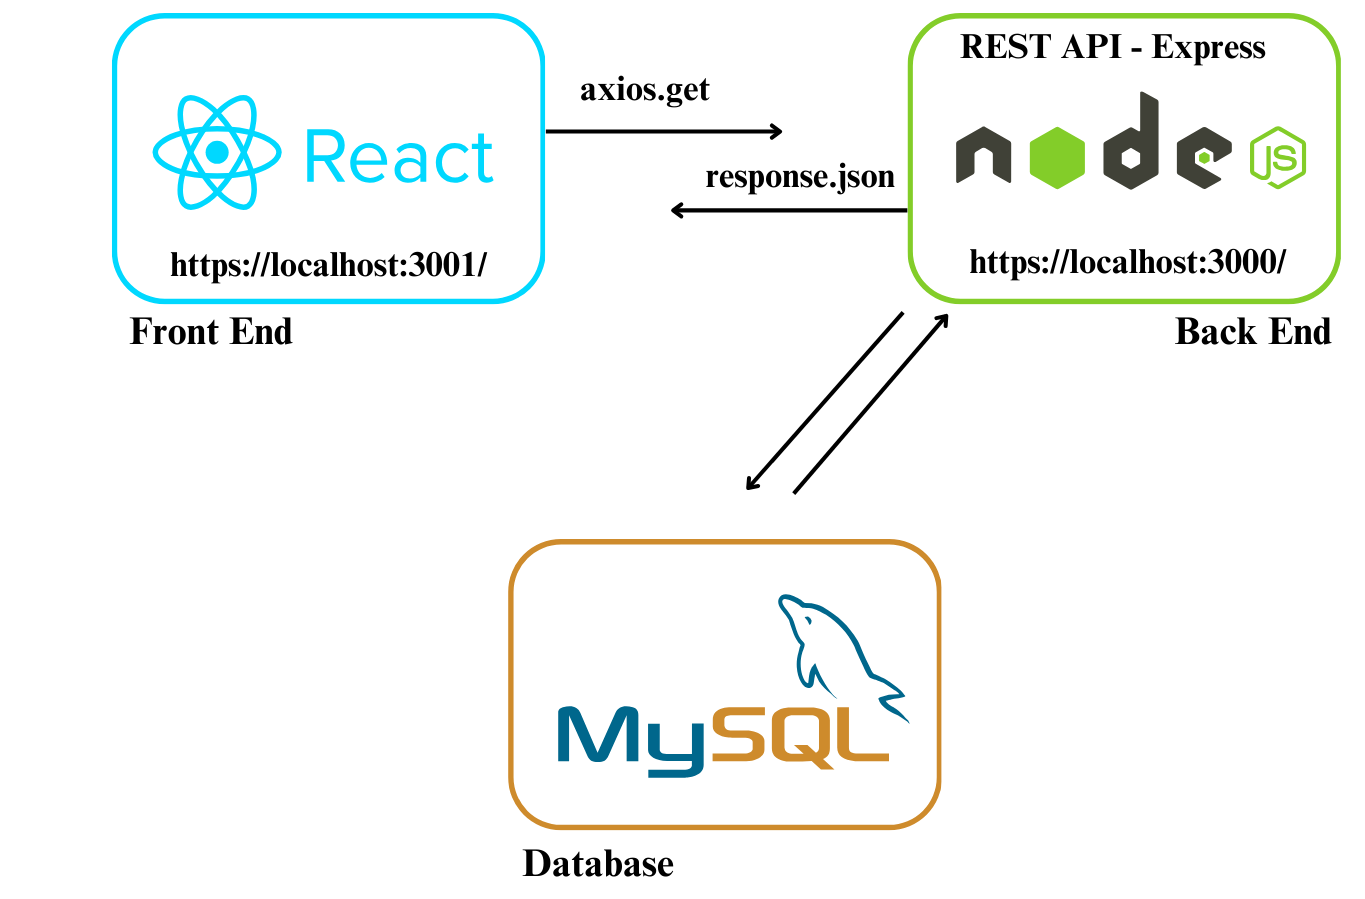 REST API - Express
axios.get
React
node
JS
response.json
https://localhost:3001/
https://localhost:3000/
Front End
Back End
MySQL
Database